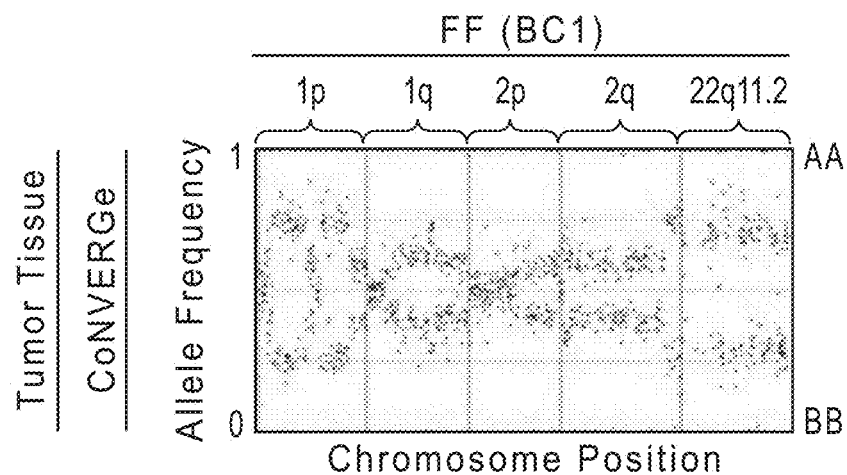 FF (BC1)
1p 1q 2p 2q 22q11.2
Tumor Tissue
CoNVERGe
Allele Frequency
1
0
AA
BB
Chromosome Position